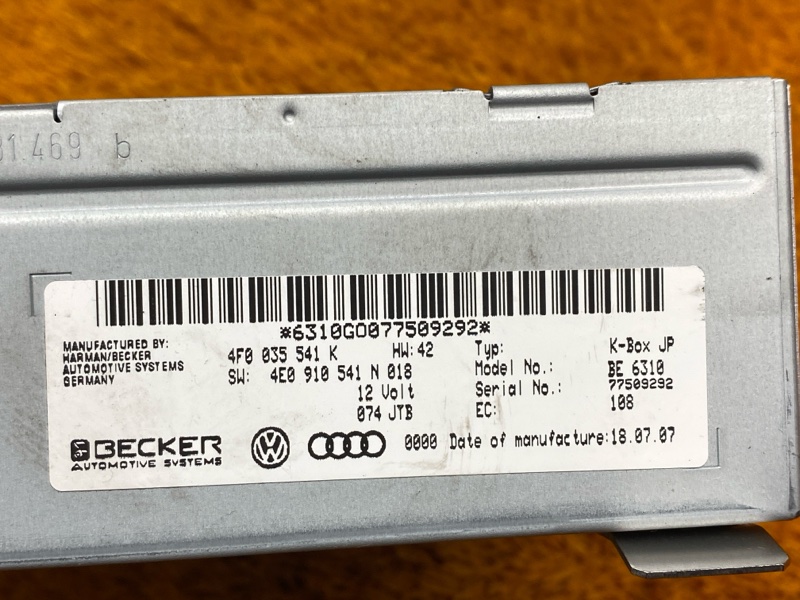 469 b
*6310GO077509292*
MANUFACTURED BY:
HARMAN/BECKER
AUTOMOTIVE SYSTEMS
GERMANY
4F0 035 541 K HW:42
SW: 4E0 910 541 N 018
12 Volt
074 JTB
Typ: K-Box JP
Model No.: BE 6310
Serial No.: 77509292
EC: 108
BECKER
AUTOMOTIVE SYSTEMS
0000 Date of manufacture:18.07.07